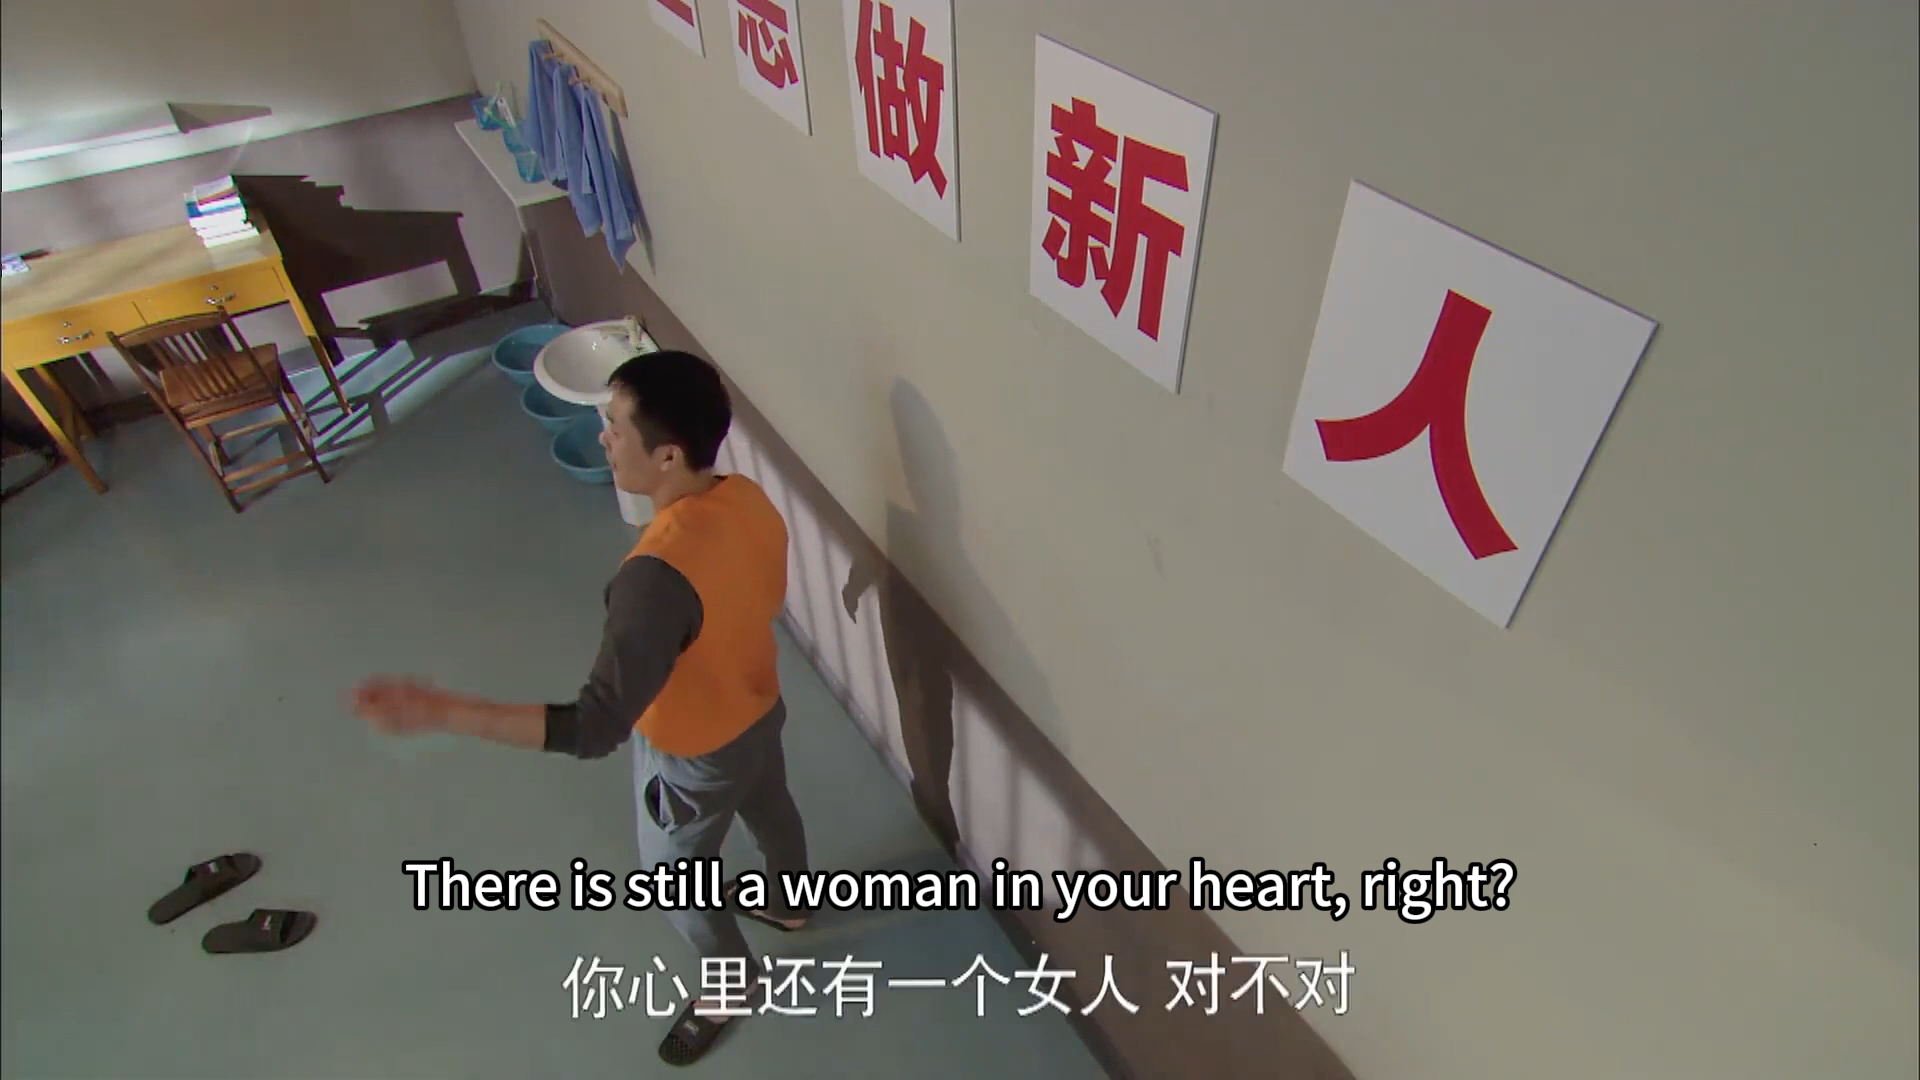 志做新人
There is still a woman in your heart, right?
你心里还有一个女人 对不对